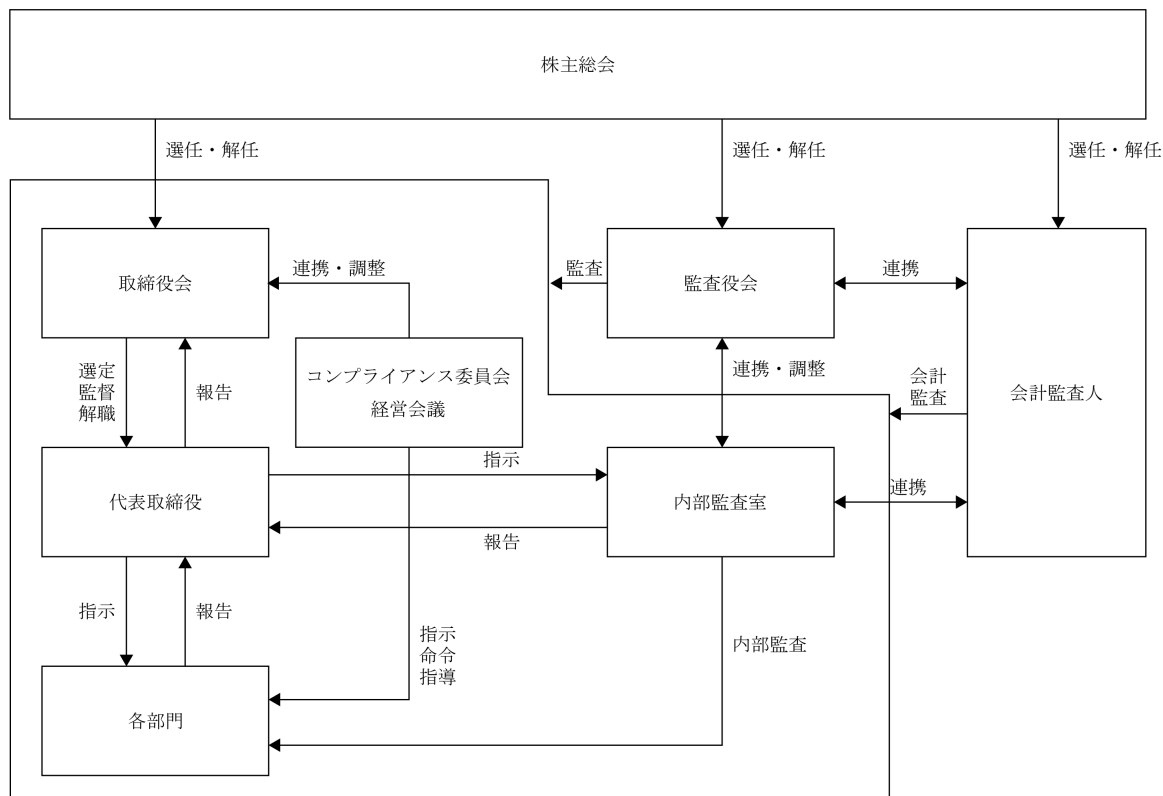 株主総会
選任・解任
選任・解任
選任・解任
取締役会
連携・調整
監査
監査役会
連携
選定
監督
解職
報告
コンプライアンス委員会
経営会議
連携・調整
会計
監査
会計監査人
代表取締役
指示
報告
内部監査室
連携
指示
報告
指示
命令
指導
内部監査
各部門